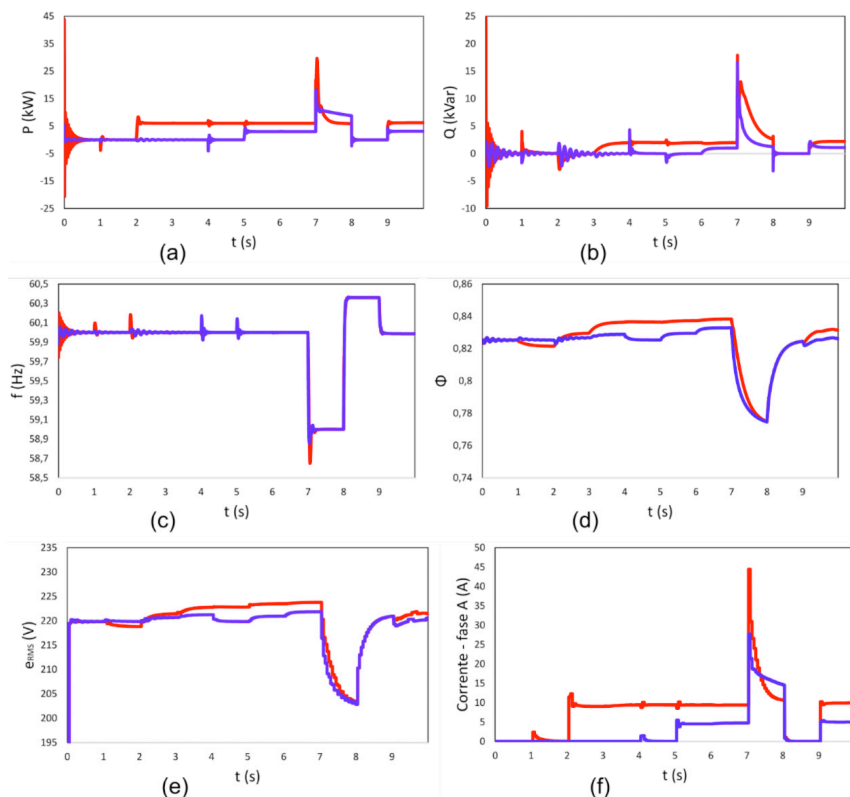 P (kW)
45
35
25
15
5
-5
-15
-25
0 1 2 3 4 5 6 7 8 9
t (s)
(a)
Q (kVar)
25
20
15
10
5
0
-5
-10
0 1 2 3 4 5 6 7 8 9
t (s)
(b)
f (Hz)
60,5
60,3
60,1
59,9
59,7
59,5
59,3
59,1
58,9
58,7
58,5
0 1 2 3 4 5 6 7 8 9
t (s)
(c)
Φ
0,86
0,84
0,82
0,8
0,78
0,76
0,74
0 1 2 3 4 5 6 7 8 9
t (s)
(d)
eRMS (V)
235
230
225
220
215
210
205
200
195
0 1 2 3 4 5 6 7 8 9
t (s)
(e)
Corrente - fase A (A)
50
45
40
35
30
25
20
15
10
5
0
0 1 2 3 4 5 6 7 8 9
t (s)
(f)